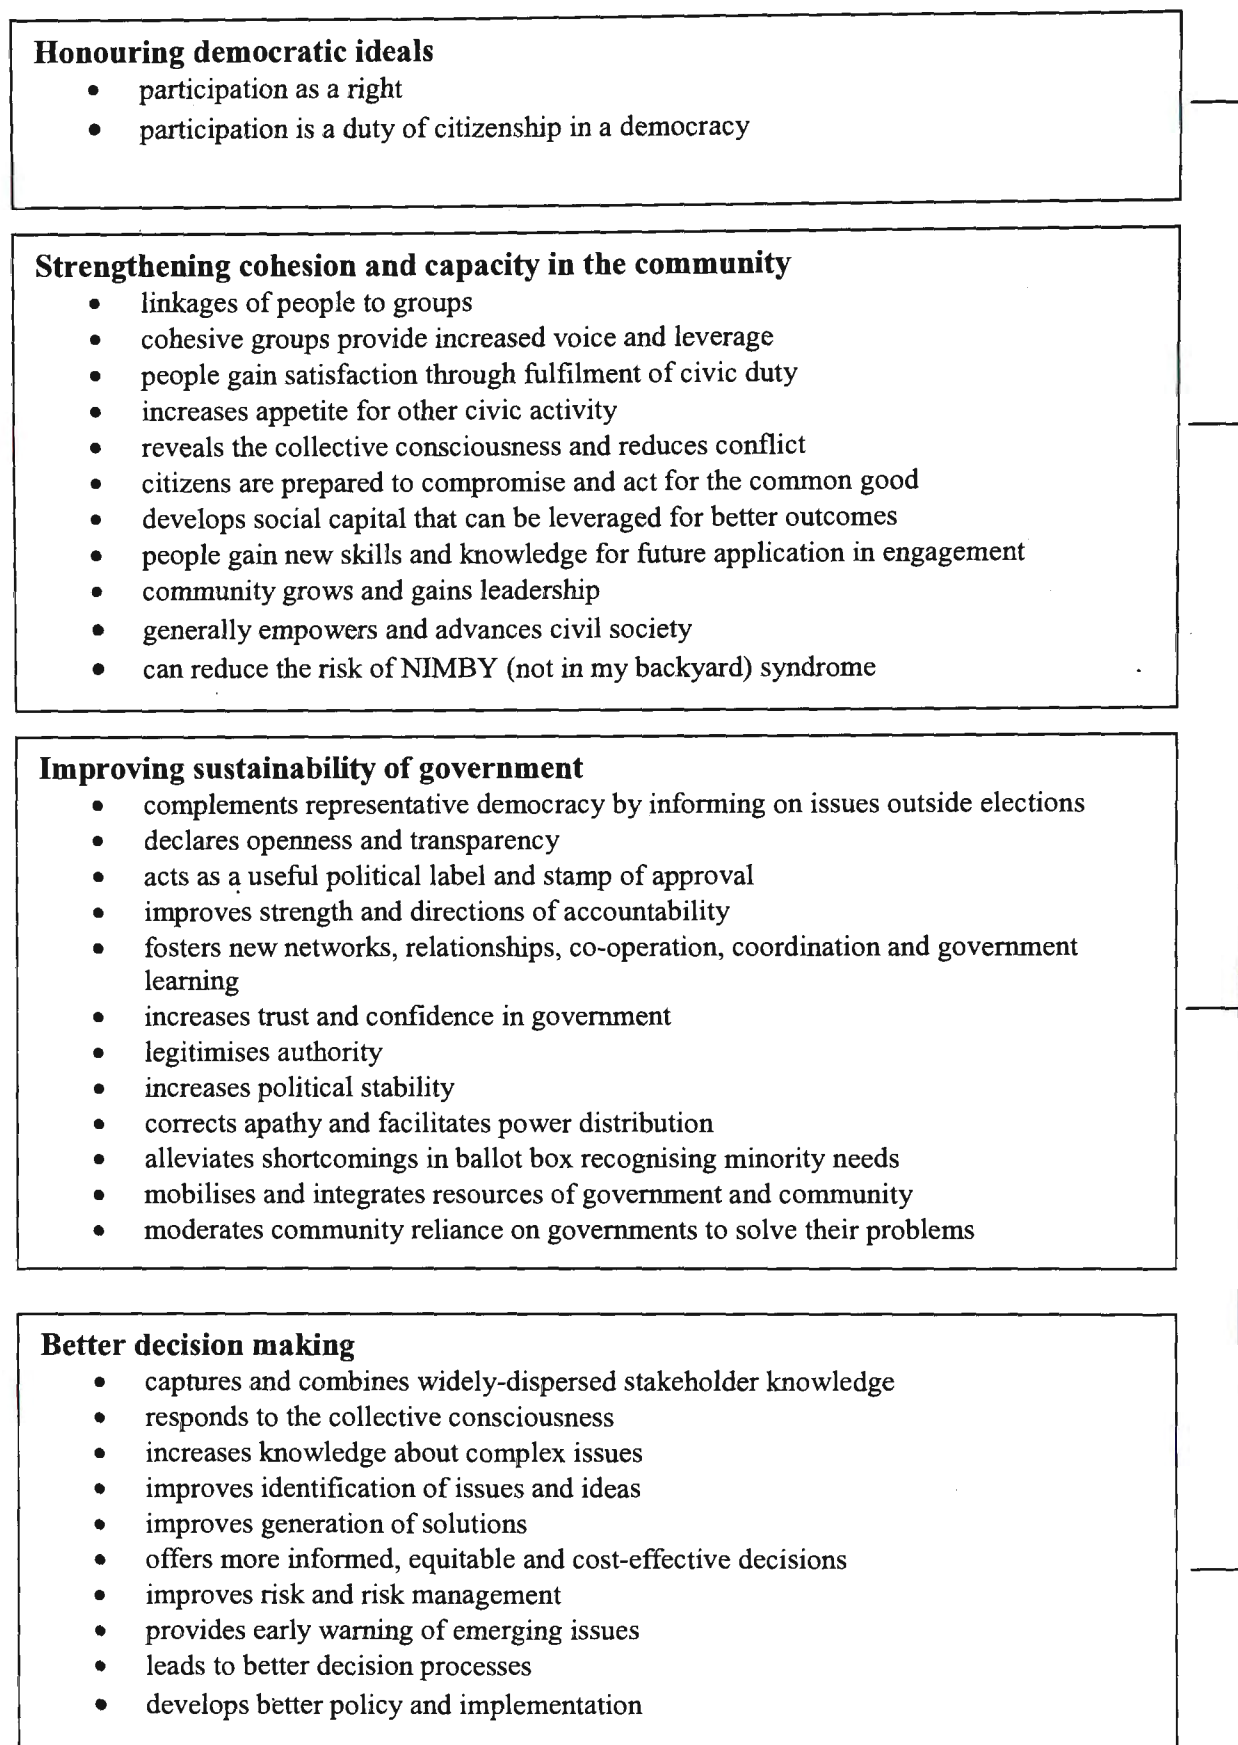 Honouring democratic ideals
• participation as a right
• participation is a duty of citizenship in a democracy
Strengthening cohesion and capacity in the community
• linkages of people to groups
• cohesive groups provide increased voice and leverage
• people gain satisfaction through fulfilment of civic duty
• increases appetite for other civic activity
• reveals the collective consciousness and reduces conflict
• citizens are prepared to compromise and act for the common good
• develops social capital that can be leveraged for better outcomes
• people gain new skills and knowledge for future application in engagement
• community grows and gains leadership
• generally empowers and advances civil society
• can reduce the risk of NIMBY (not in my backyard) syndrome
Improving sustainability of government
• complements representative democracy by informing on issues outside elections
• declares openness and transparency
• acts as a useful political label and stamp of approval
• improves strength and directions of accountability
• fosters new networks, relationships, co-operation, coordination and government
learning
• increases trust and confidence in government
• legitimises authority
• increases political stability
• corrects apathy and facilitates power distribution
• alleviates shortcomings in ballot box recognising minority needs
• mobilises and integrates resources of government and community
• moderates community reliance on governments to solve their problems
Better decision making
• captures and combines widely-dispersed stakeholder knowledge
• responds to the collective consciousness
• increases knowledge about complex issues
• improves identification of issues and ideas
• improves generation of solutions
• offers more informed, equitable and cost-effective decisions
• improves risk and risk management
• provides early warning of emerging issues
• leads to better decision processes
• develops better policy and implementation